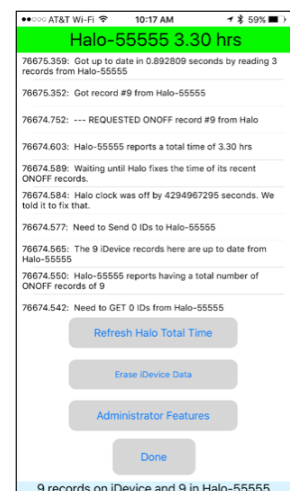 AT&T Wi-Fi 10:17 AM 59%
Halo-55555 3.30 hrs
76675.359: Got up to date in 0.892809 seconds by reading 3
records from Halo-55555
76675.352: Got record #9 from Halo-55555
76674.752: --- REQUESTED ONOFF record #9 from Halo
76674.603: Halo-55555 reports a total time of 3.30 hrs
76674.589: Waiting until Halo fixes the time of its recent
ONOFF records.
76674.584: Halo clock was off by 4294967295 seconds. We
told it to fix that.
76674.577: Need to Send 0 IDs to Halo-55555
76674.565: The 9 iDevice records here are up to date from
Halo-55555
76674.550: Halo-55555 reports having a total number of
ONOFF records of 9
76674.542: Need to GET 0 IDs from Halo-55555
Refresh Halo Total Time
Erase iDevice Data
Administrator Features
Done
9 records on iDevice and 9 in Halo-55555